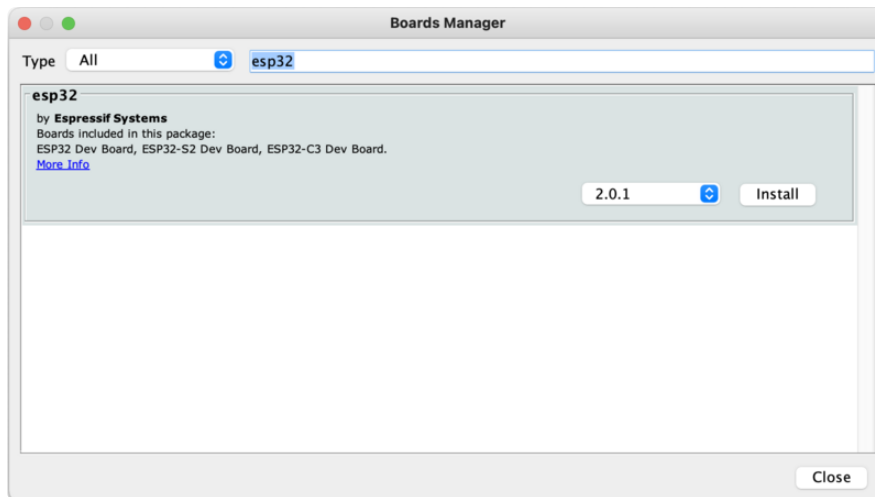 Boards Manager
Type All esp32
esp32
by Espressif Systems
Boards included in this package:
ESP32 Dev Board, ESP32-S2 Dev Board, ESP32-C3 Dev Board.
More Info
2.0.1 Install
Close